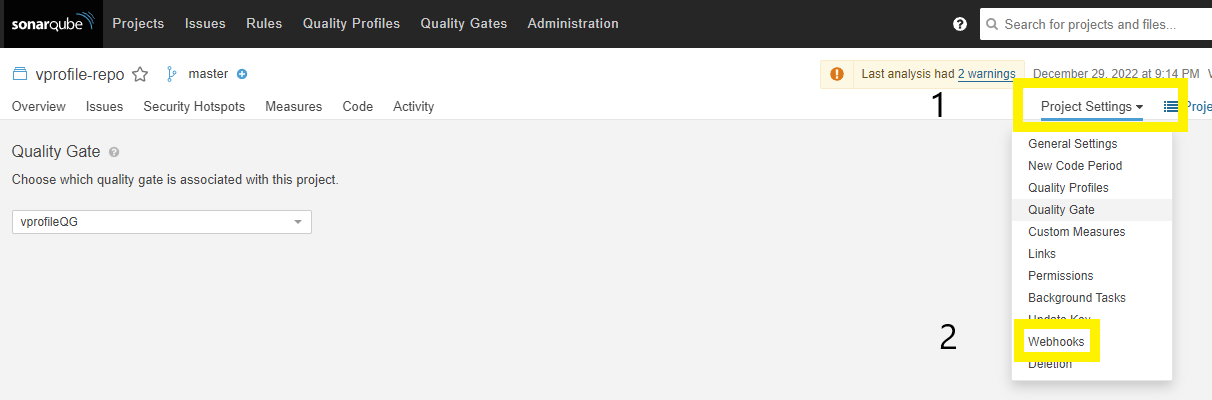 sonarqube Projects Issues Rules Quality Profiles Quality Gates Administration ? Search for projects and files...
vprofile-repo master Last analysis had 2 warnings December 29, 2022 at 9:14 PM
Overview Issues Security Hotspots Measures Code Activity 1 Project Settings Proje
Quality Gate ?
Choose which quality gate is associated with this project.
vprofileQG
General Settings
New Code Period
Quality Profiles
Quality Gate
Custom Measures
Links
Permissions
Background Tasks
Update Key
2 Webhooks
Deletion